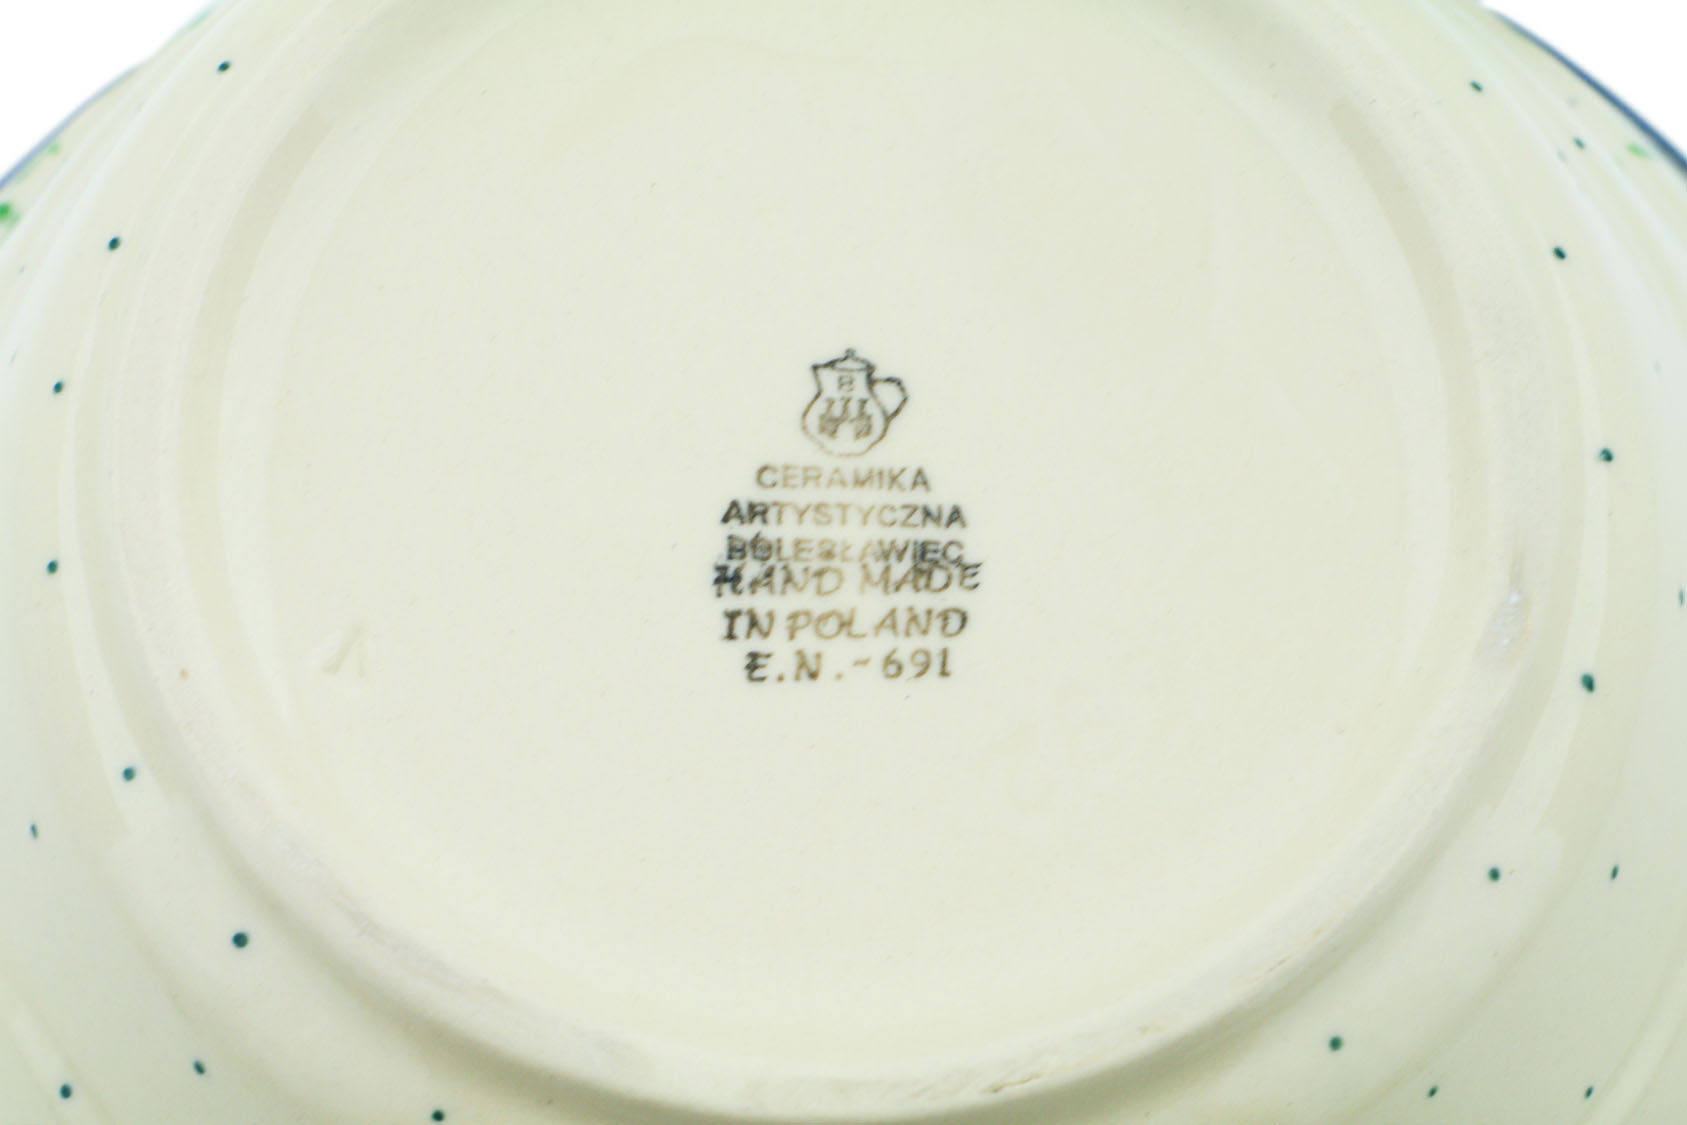 B
CERAMIKA
ARTYSTYCZNA
BOLESŁAWIEC
HAND MADE
IN POLAND
E.N.-691